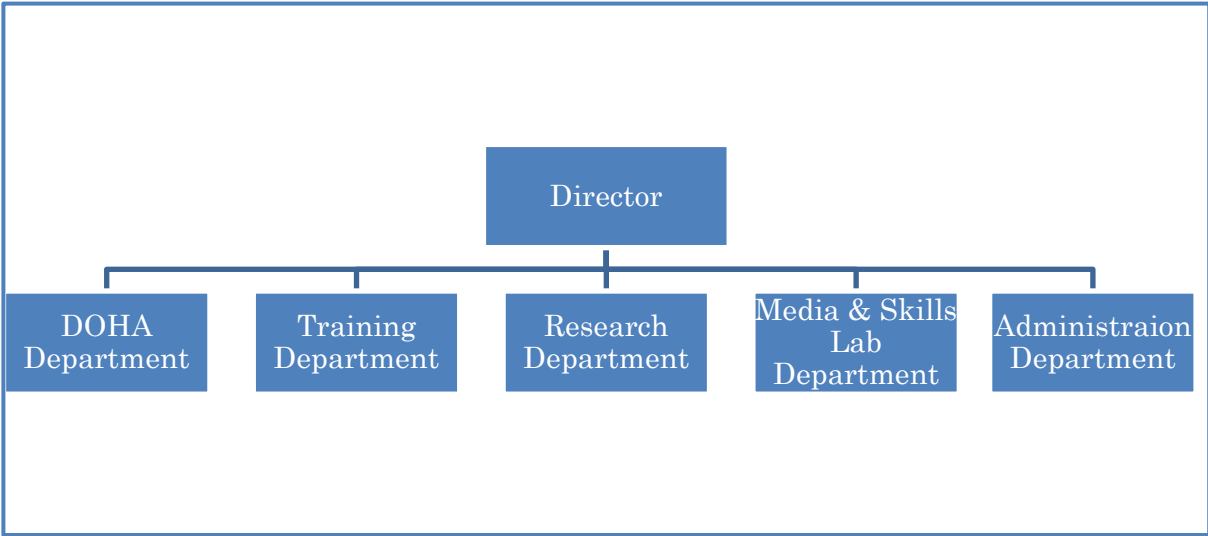 Director
DOHA
Department
Training
Department
Research
Department
Media & Skills
Lab
Department
Administraion
Department